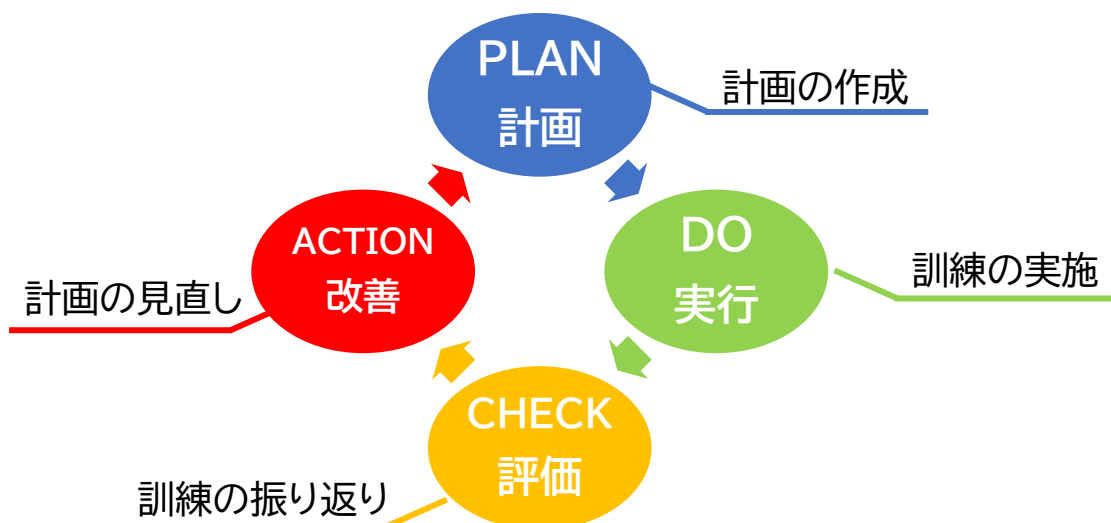 PLAN
計画
計画の作成
DO
実行
訓練の実施
CHECK
評価
訓練の振り返り
ACTION
改善
計画の見直し